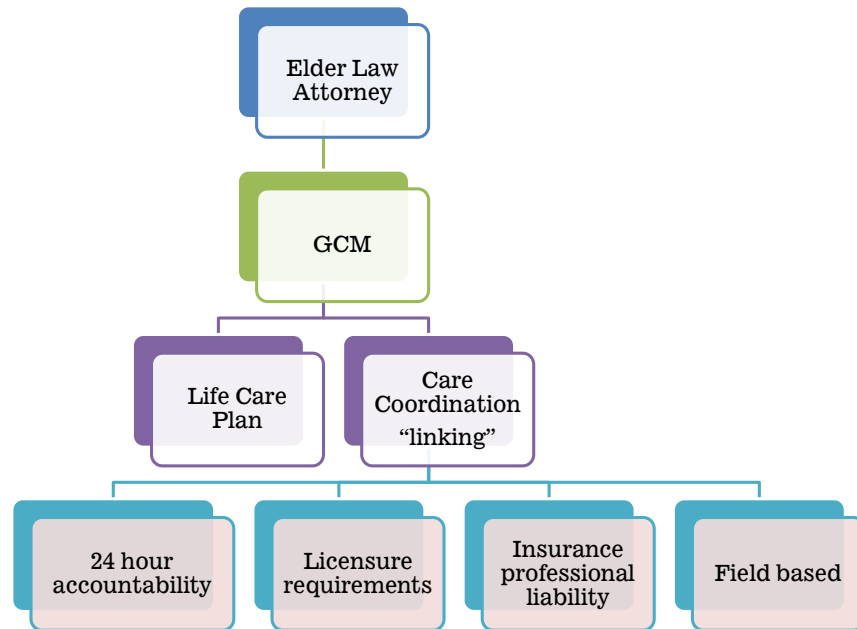 Elder Law
Attorney
GCM
Life Care
Plan
Care
Coordination
“linking”
24 hour
accountability
Licensure
requirements
Insurance
professional
liability
Field based